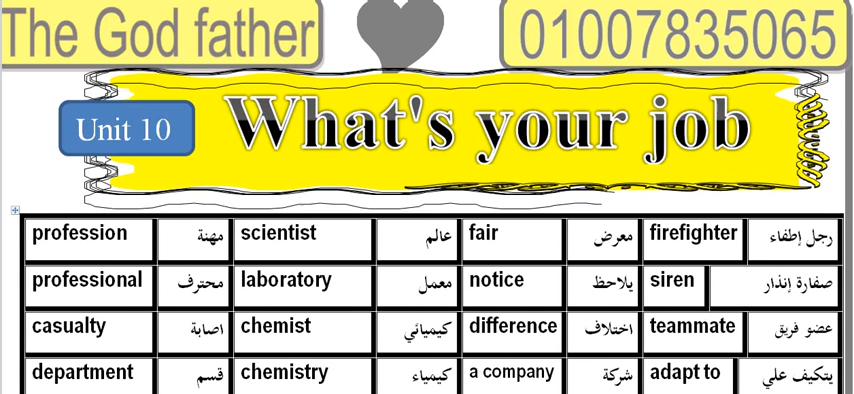 The God father 01007835065
Unit 10 What's your job
profession مهنة scientist عالم fair معرض firefighter رجل إطفاء
professional محترف laboratory معمل notice يلاحظ siren صفارة إنذار
casualty اصابة chemist كيميائي difference اختلاف teammate عضو فريق
department قسم chemistry كيمياء a company شركة adapt to يتكيف علي